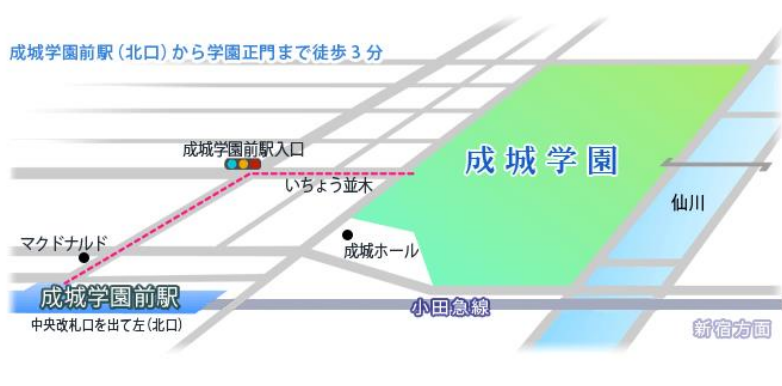 成城学園前駅（北口）から学園正門まで徒歩３分
成城学園前駅入口
成城学園
いちょう並木
仙川
マクドナルド
成城ホール
成城学園前駅
小田急線
中央改札口を出て左（北口）
新宿方面